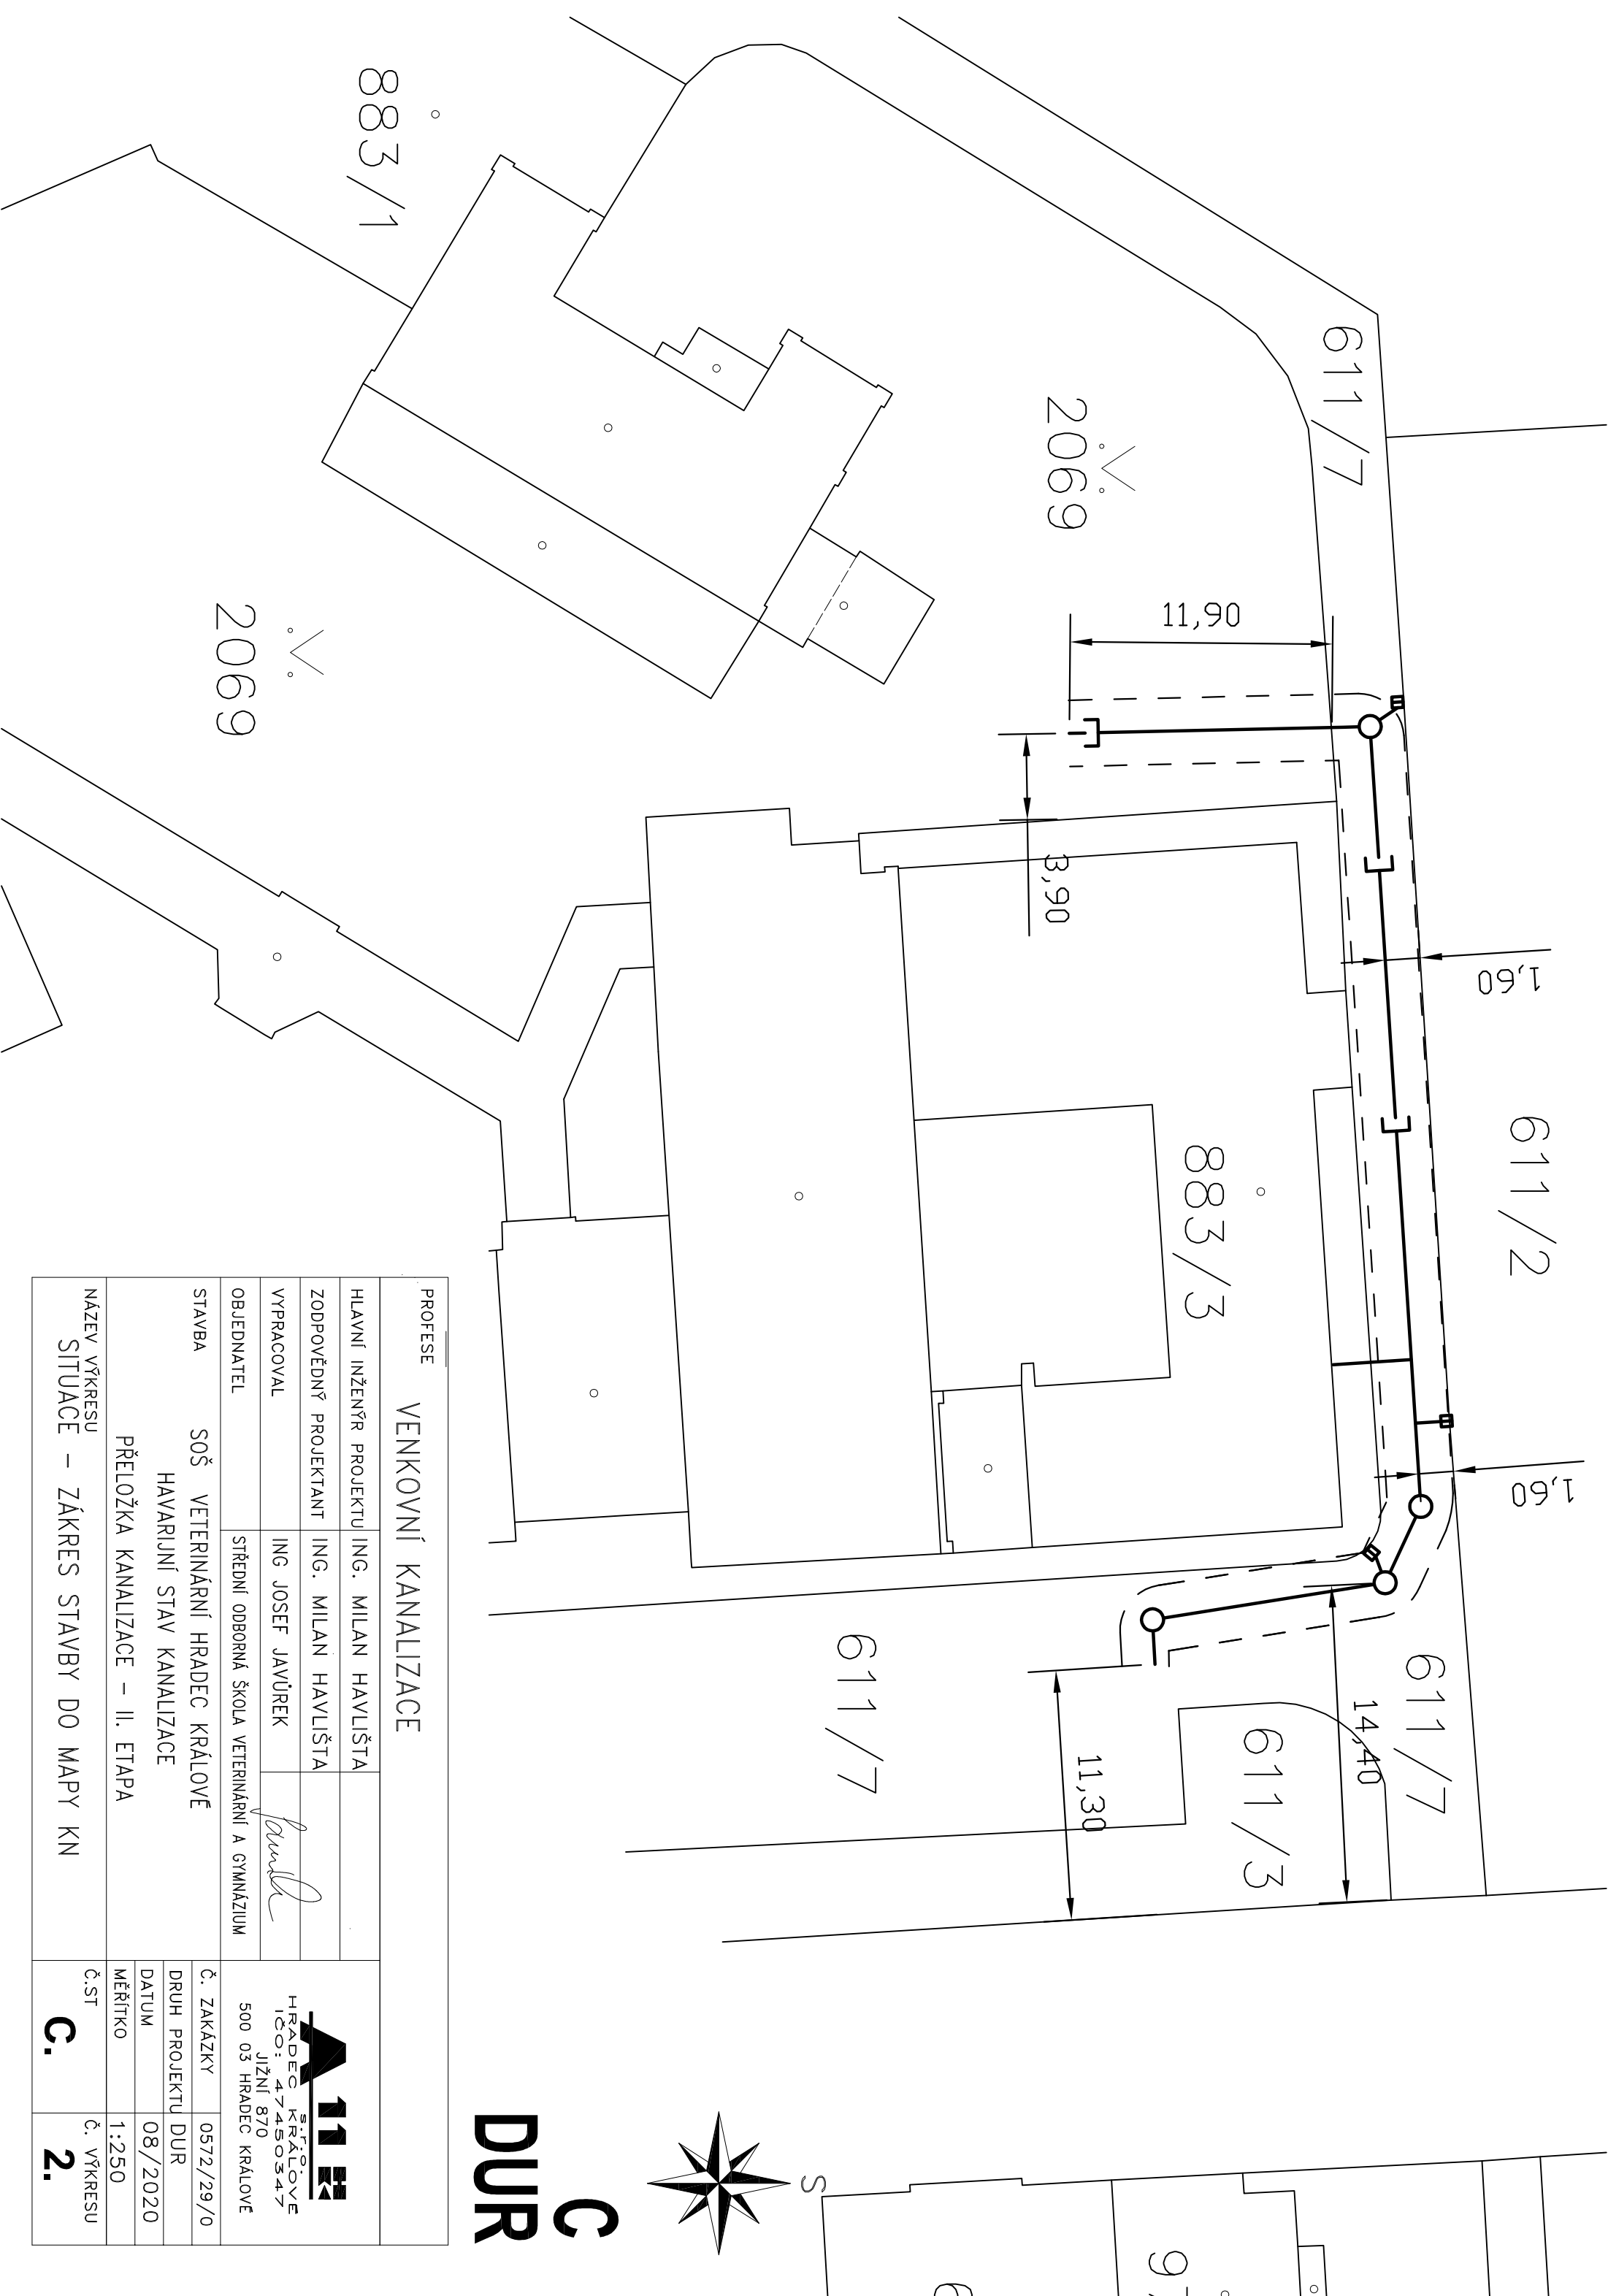 883/1
611/7
2069
2069
11,90
3,90
1,60
611/2
883/3
1,60
611/7
611/7
14,40
611/3
11,30
S
C
DUR
PROFESE
VENKOVNÍ KANALIZACE
HLAVNÍ INŽENÝR PROJEKTU ING. MILAN HAVLIŠTA
ZODPOVĚDNÝ PROJEKTANT ING. MILAN HAVLIŠTA
VYPRACOVAL ING JOSEF JAVŮREK
OBJEDNATEL STŘEDNÍ ODBORNÁ ŠKOLA VETERINÁRNÍ A GYMNÁZIUM
STAVBA SOŠ VETERINÁRNÍ HRADEC KRÁLOVÉ
HAVARIJNÍ STAV KANALIZACE
PŘELOŽKA KANALIZACE – II. ETAPA
NÁZEV VÝKRESU
SITUACE – ZÁKRES STAVBY DO MAPY KN
A 11
s.r.o.
HRADEC KRÁLOVÉ
IČO: 47450347
JIŽNÍ 870
500 03 HRADEC KRÁLOVÉ
Č. ZAKÁZKY 0572/29/0
DRUH PROJEKTU DUR
DATUM 08/2020
MĚŘÍTKO 1:250
Č.ST Č. VÝKRESU
C. 2.